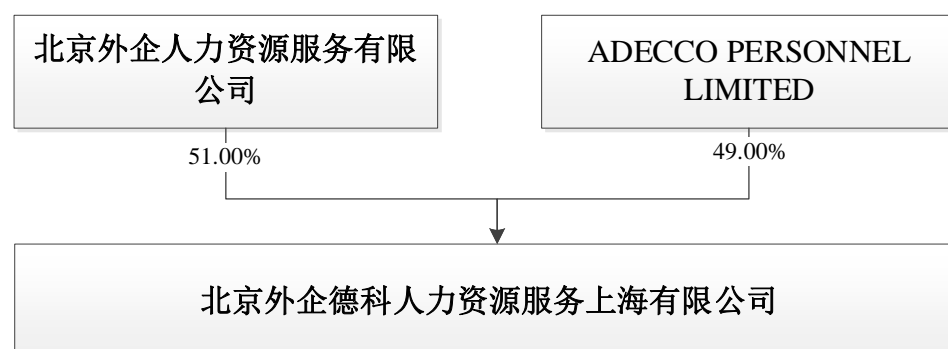 北京外企人力资源服务有限
公司
ADECCO PERSONNEL
LIMITED
51.00%
49.00%
北京外企德科人力资源服务上海有限公司